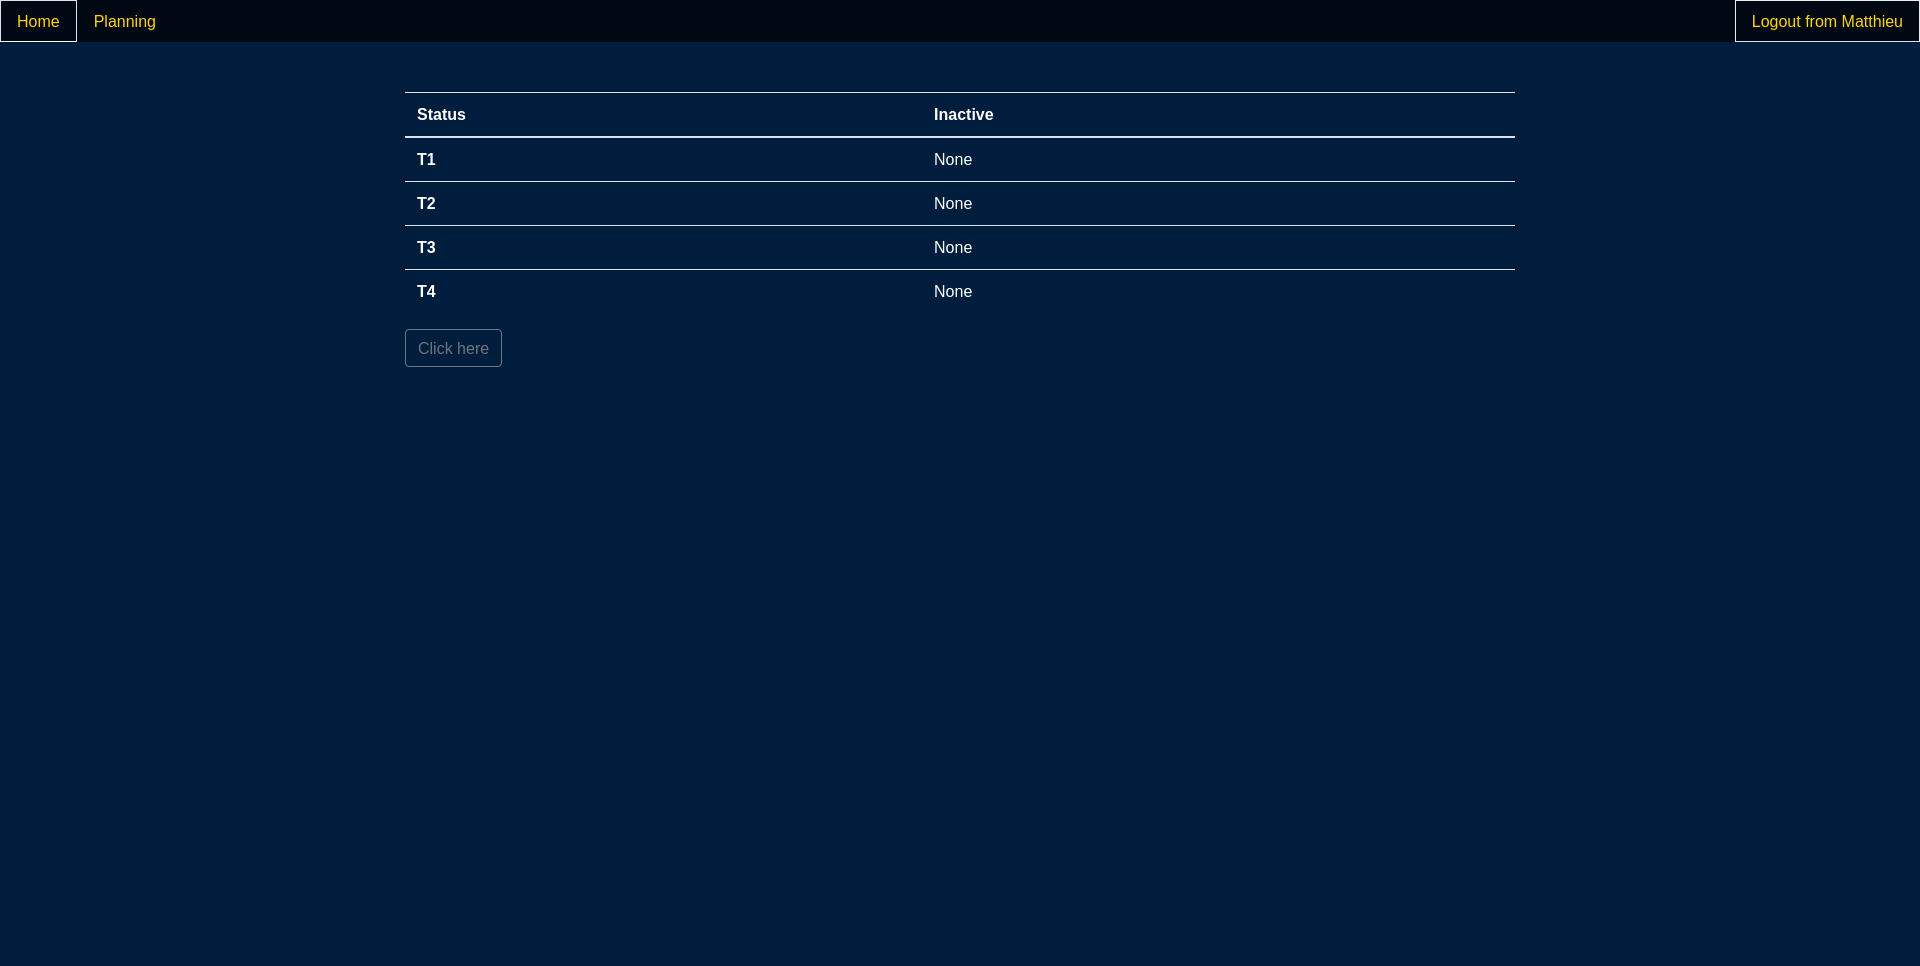 Home Planning Logout from Matthieu
Status Inactive
T1 None
T2 None
T3 None
T4 None
Click here